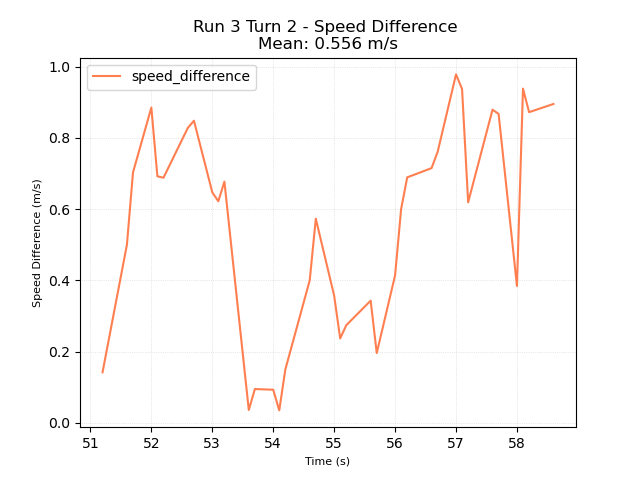 Run 3 Turn 2 - Speed Difference
Mean: 0.556 m/s
speed_difference
1.0
0.8
0.6
0.4
0.2
0.0
Speed Difference (m/s)
51 52 53 54 55 56 57 58
Time (s)